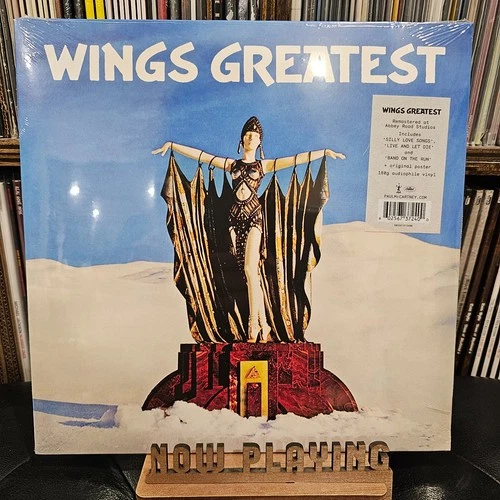 WINGS GREATEST
WINGS GREATEST
Remastered at
Abbey Road Studios
Includes
'SILLY LOVE SONGS',
'LIVE AND LET DIE'
and
'BAND ON THE RUN'
+ original poster
180g audiophile vinyl
PAULMcCARTNEY.COM
NOW PLAYING